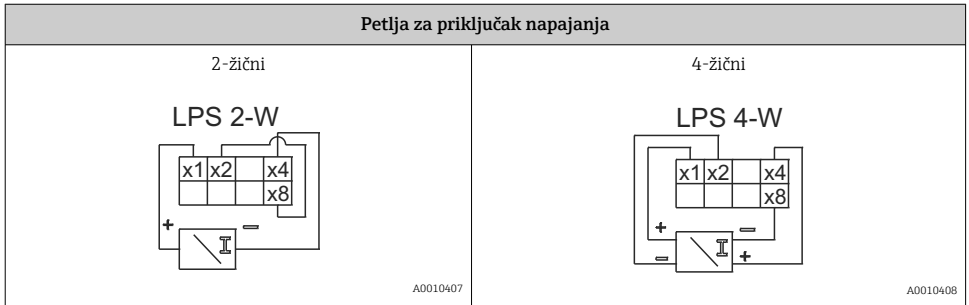 Petlja za priključak napajanja
2-žični
4-žični
LPS 2-W
x1 x2 x4
x8
+ −
I
A0010407
LPS 4-W
x1 x2 x4
x8
+ −
− I +
A0010408